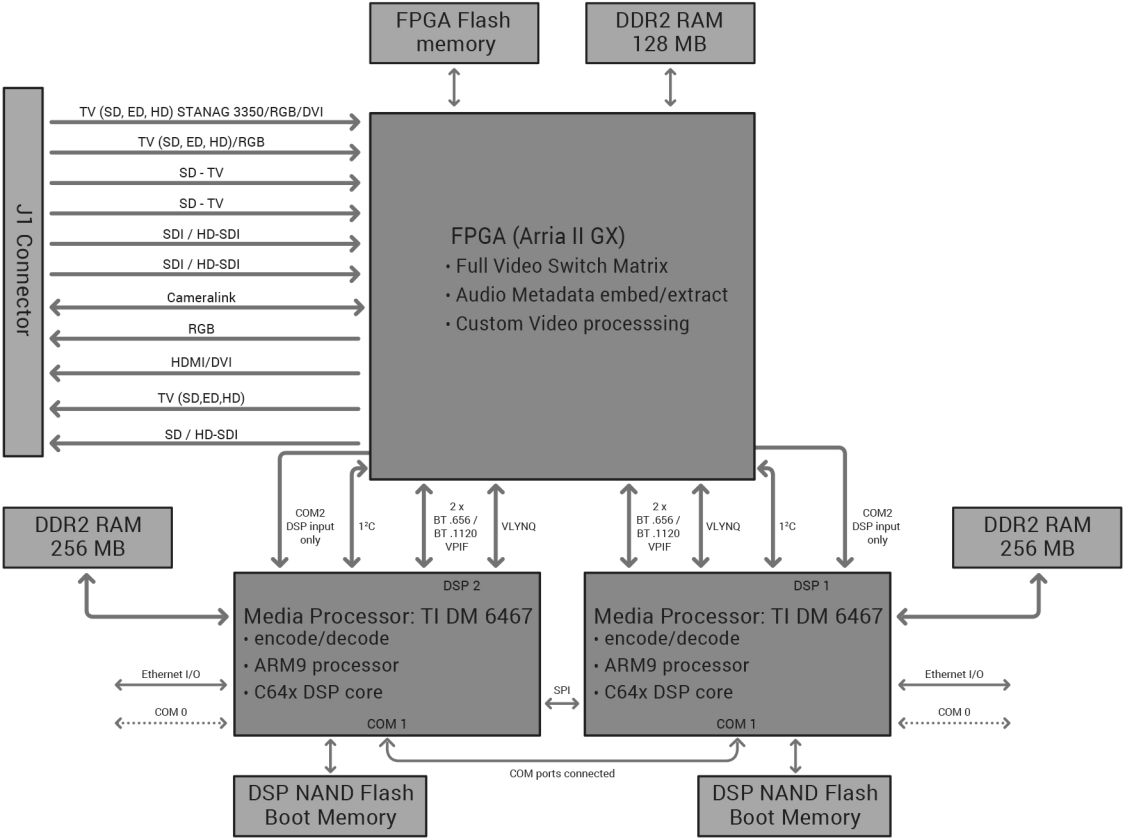 FPGA Flash
memory
DDR2 RAM
128 MB
J1 Connector
TV (SD, ED, HD) STANAG 3350/RGB/DVI
TV (SD, ED, HD)/RGB
SD - TV
SD - TV
SDI / HD-SDI
SDI / HD-SDI
Cameralink
RGB
HDMI/DVI
TV (SD,ED,HD)
SD / HD-SDI
FPGA (Arria II GX)
· Full Video Switch Matrix
· Audio Metadata embed/extract
· Custom Video processsing
COM2
DSP input
only
1²C
2 x
BT .656 /
BT .1120
VPIF
VLYNQ
2 x
BT .656 /
BT .1120
VPIF
VLYNQ
1²C
COM2
DSP input
only
DDR2 RAM
256 MB
DDR2 RAM
256 MB
DSP 2
Media Processor: TI DM 6467
· encode/decode
· ARM9 processor
· C64x DSP core
COM 1
DSP 1
Media Processor: TI DM 6467
· encode/decode
· ARM9 processor
· C64x DSP core
COM 1
Ethernet I/O
COM 0
SPI
Ethernet I/O
COM 0
COM ports connected
DSP NAND Flash
Boot Memory
DSP NAND Flash
Boot Memory